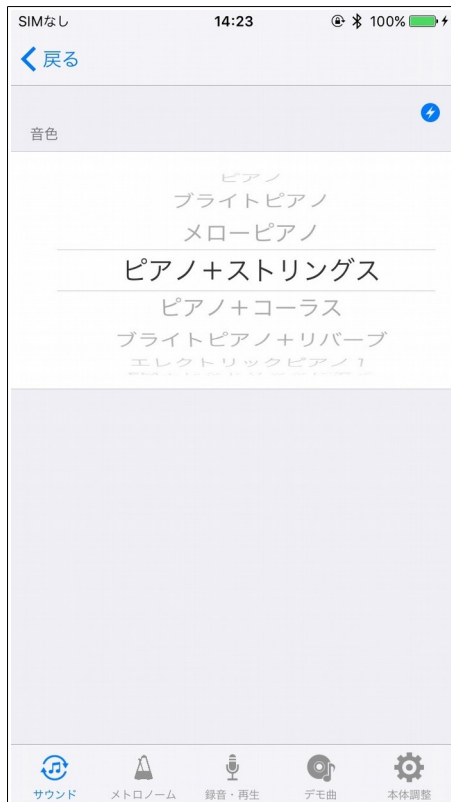 SIMなし 14:23 100%
戻る
音色
ピアノ
ブライトピアノ
メローピアノ
ピアノ＋ストリングス
ピアノ＋コーラス
ブライトピアノ＋リバーブ
エレクトリックピアノ1
サウンド メトロノーム 録音・再生 デモ曲 本体調整